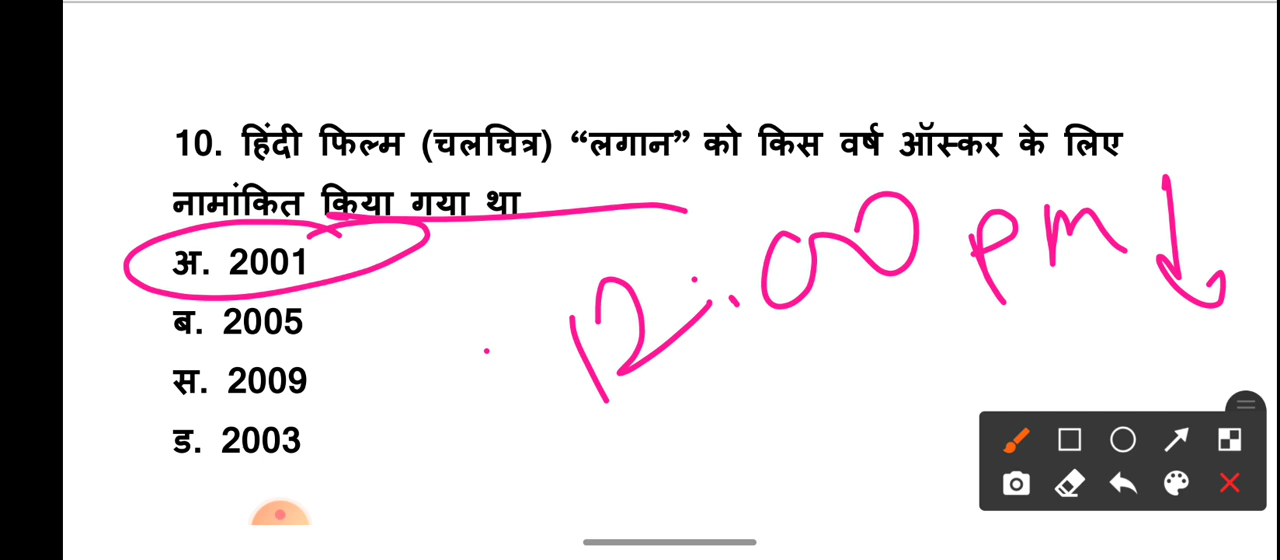 10. हिंदी फिल्म (चलचित्र) “लगान” को किस वर्ष ऑस्कर के लिए
नामांकित किया गया था
अ. 2001
ब. 2005
स. 2009
ड. 2003
12:00 pm